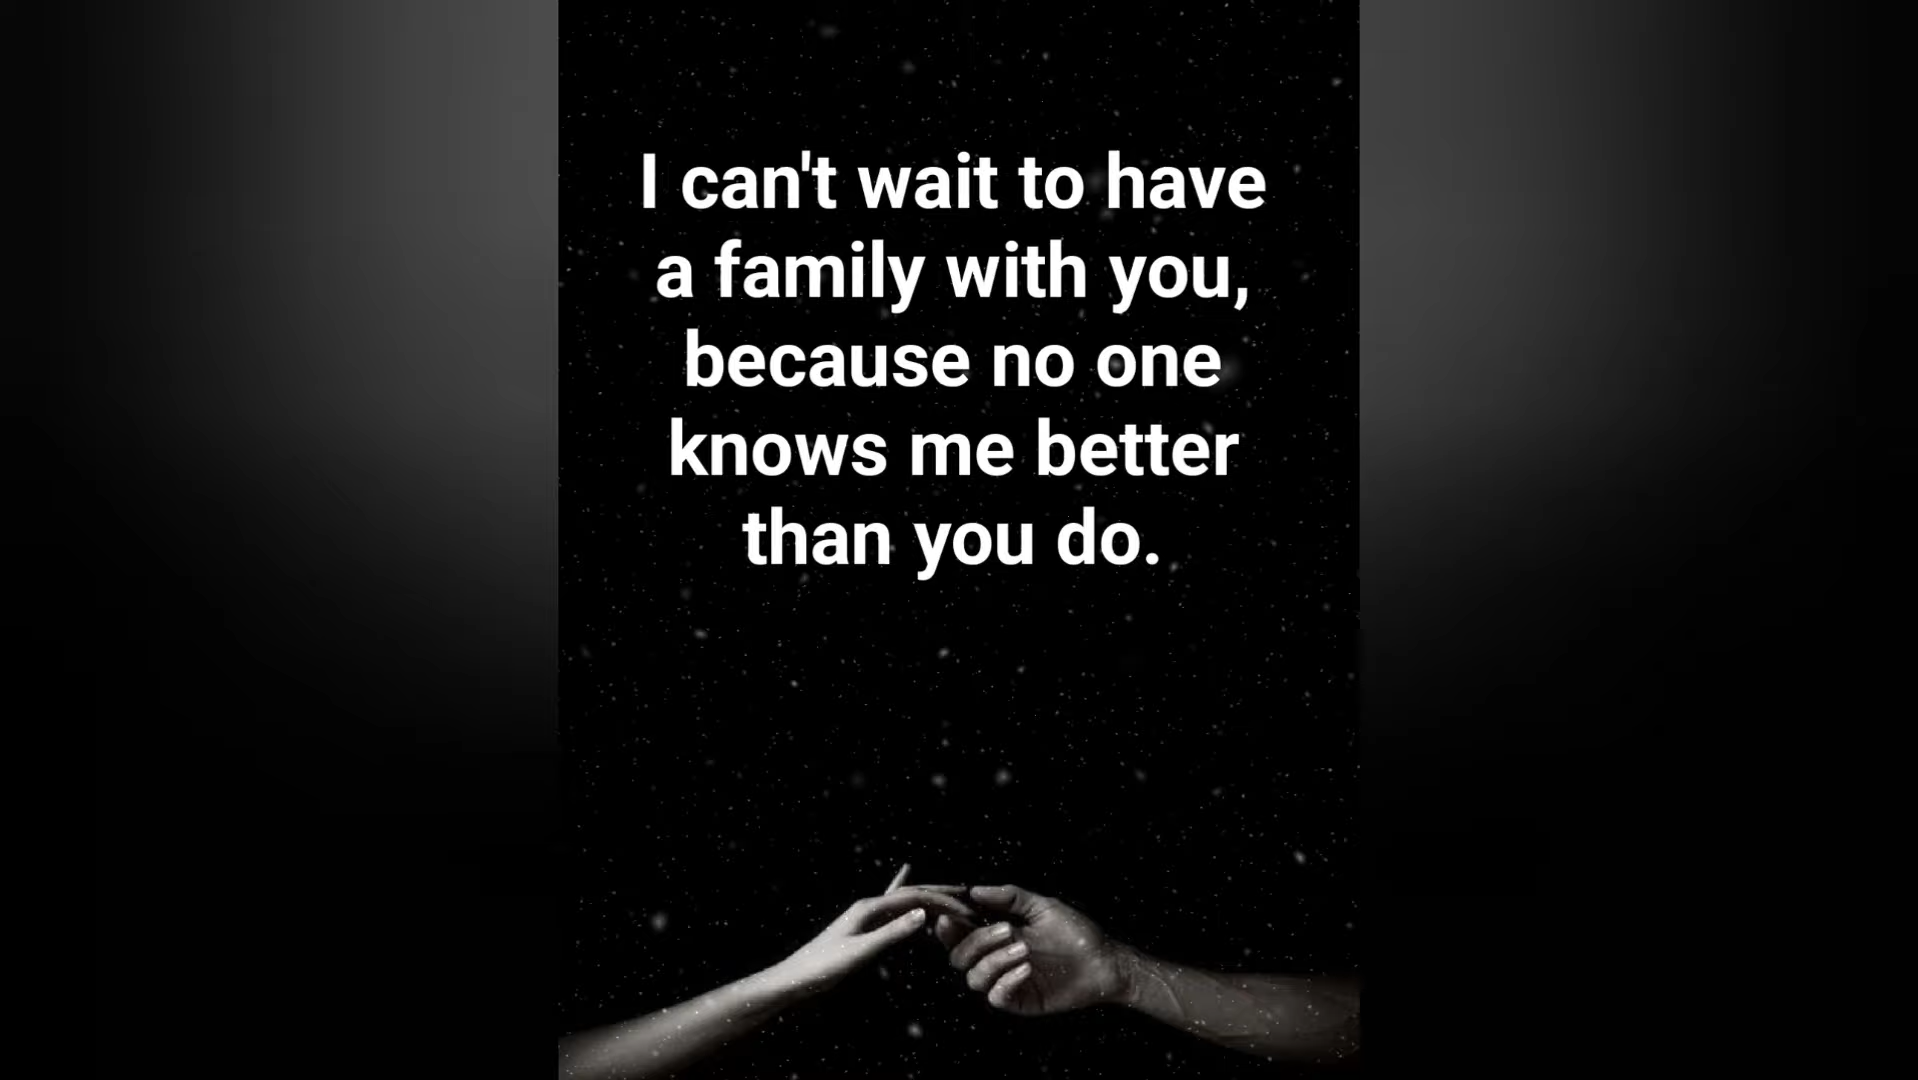 I can't wait to have
a family with you,
because no one
knows me better
than you do.